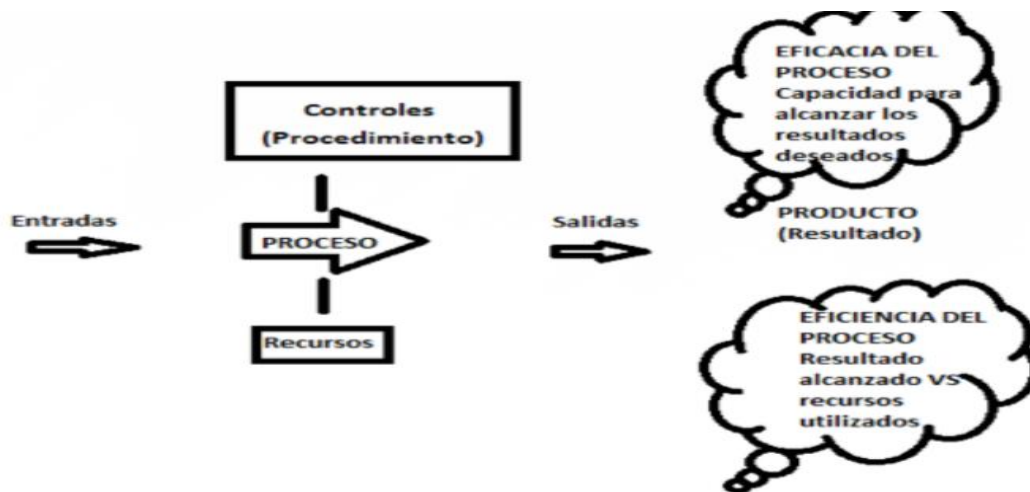 Controles
(Procedimiento)
Entradas
PROCESO
Recursos
Salidas
EFICACIA DEL
PROCESO
Capacidad para
alcanzar los
resultados
deseados
PRODUCTO
(Resultado)
EFICIENCIA DEL
PROCESO
Resultado
alcanzado VS
recursos
utilizados